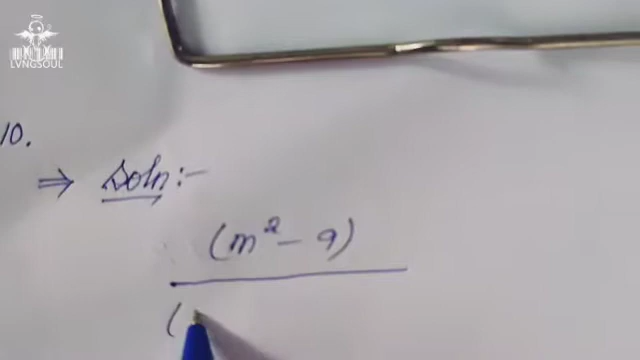 LVNGSOUL
10.
⇒ Soln:-
(m² - 9)
(